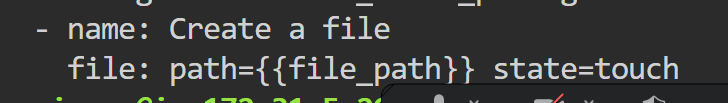 - name: Create a file
file: path={{file_path}} state=touch